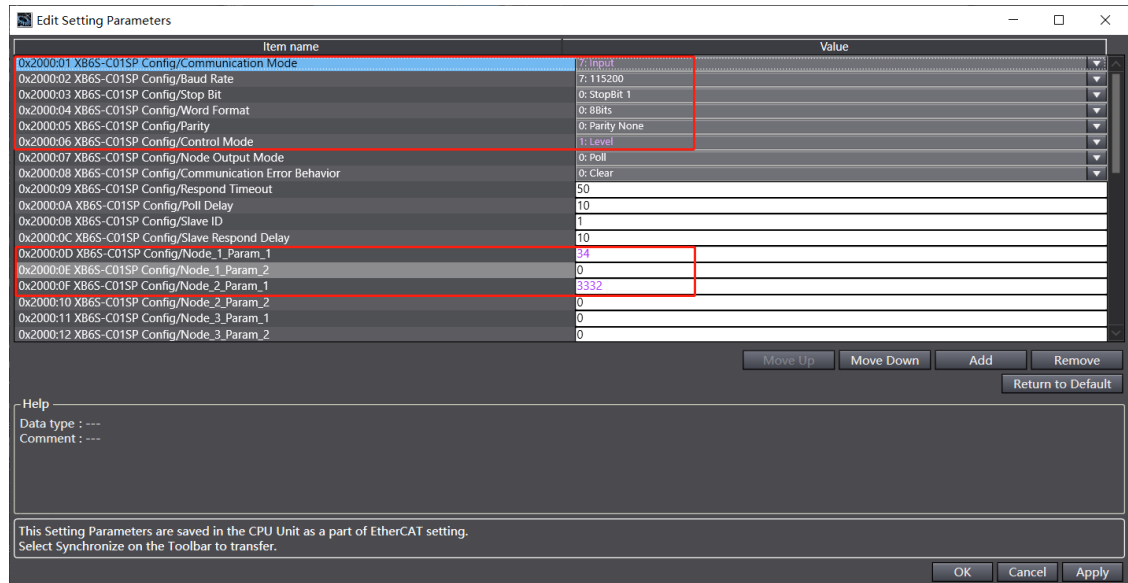 Edit Setting Parameters
Item name Value
0x2000:01 XB6S-C01SP Config/Communication Mode 7: Input
0x2000:02 XB6S-C01SP Config/Baud Rate 7: 115200
0x2000:03 XB6S-C01SP Config/Stop Bit 0: StopBit 1
0x2000:04 XB6S-C01SP Config/Word Format 0: 8Bits
0x2000:05 XB6S-C01SP Config/Parity 0: Parity None
0x2000:06 XB6S-C01SP Config/Control Mode 1: Level
0x2000:07 XB6S-C01SP Config/Node Output Mode 0: Poll
0x2000:08 XB6S-C01SP Config/Communication Error Behavior 0: Clear
0x2000:09 XB6S-C01SP Config/Respond Timeout 50
0x2000:0A XB6S-C01SP Config/Poll Delay 10
0x2000:0B XB6S-C01SP Config/Slave ID 1
0x2000:0C XB6S-C01SP Config/Slave Respond Delay 10
0x2000:0D XB6S-C01SP Config/Node_1_Param_1 34
0x2000:0E XB6S-C01SP Config/Node_1_Param_2 0
0x2000:0F XB6S-C01SP Config/Node_2_Param_1 3332
0x2000:10 XB6S-C01SP Config/Node_2_Param_2 0
0x2000:11 XB6S-C01SP Config/Node_3_Param_1 0
0x2000:12 XB6S-C01SP Config/Node_3_Param_2 0
Move Up Move Down Add Remove
Return to Default
Help
Data type : ---
Comment : ---
This Setting Parameters are saved in the CPU Unit as a part of EtherCAT setting.
Select Synchronize on the Toolbar to transfer.
OK Cancel Apply